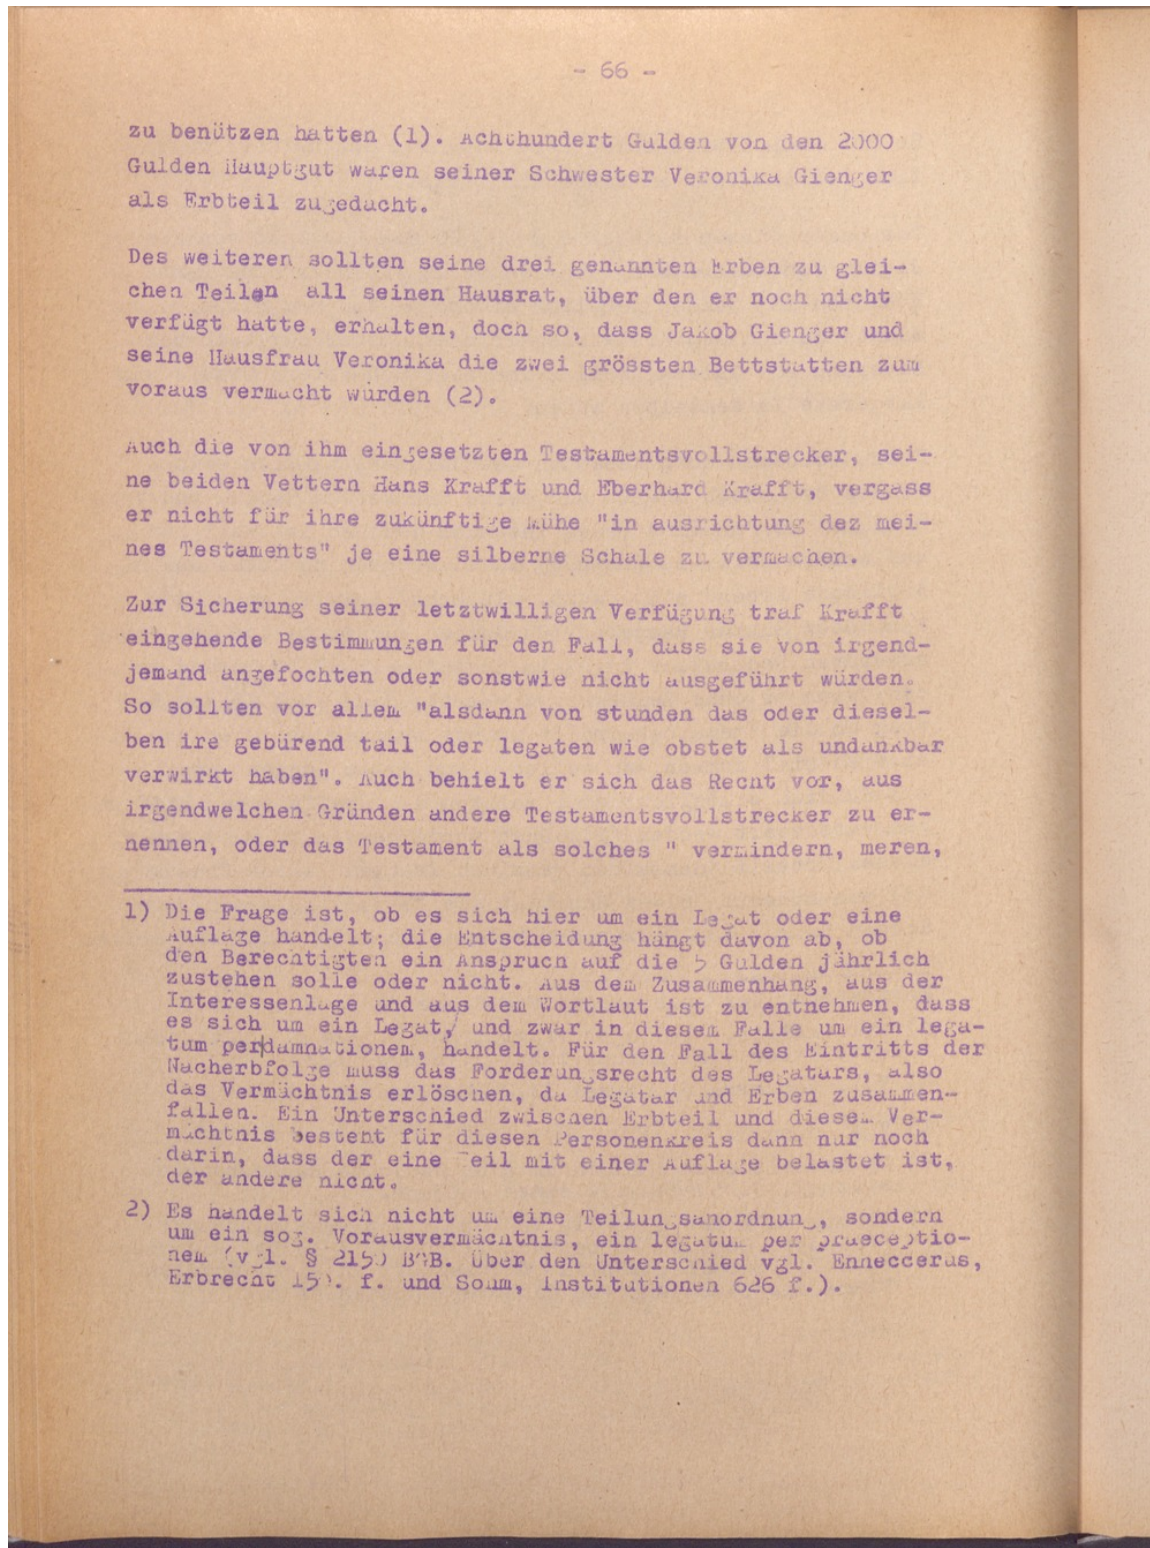 - 66 -
zu benützen hatten (1). Achthundert Gulden von den 2000
Gulden Hauptgut waren seiner Schwester Veronika Gienger
als Erbteil zugedacht.
Des weiteren sollten seine drei genannten Erben zu glei-
chen Teilen all seinen Hausrat, über den er noch nicht
verfügt hatte, erhalten, doch so, dass Jakob Gienger und
seine Hausfrau Veronika die zwei grössten Bettstatten zum
voraus vermacht würden (2).
Auch die von ihm eingesetzten Testamentsvollstrecker, sei-
ne beiden Vettern Hans Krafft und Eberhard Krafft, vergass
er nicht für ihre zukünftige Mühe "in ausrichtung dez mei-
nes Testaments" je eine silberne Schale zu vermachen.
Zur Sicherung seiner letztwilligen Verfügung traf Krafft
eingehende Bestimmungen für den Fall, dass sie von irgend-
jemand angefochten oder sonstwie nicht ausgeführt würden.
So sollten vor allem "alsdann von stunden das oder diesel-
ben ire gebürend tail oder legaten wie obstet als undankbar
verwirkt haben". Auch behielt er sich das Recht vor, aus
irgendwelchen Gründen andere Testamentsvollstrecker zu er-
nennen, oder das Testament als solches " vermindern, meren,
1) Die Frage ist, ob es sich hier um ein Legat oder eine
Auflage handelt; die Entscheidung hängt davon ab, ob
den Berechtigten ein Anspruch auf die 5 Gulden jährlich
zustehen solle oder nicht. Aus dem Zusammenhang, aus der
Interessenlage und aus dem Wortlaut ist zu entnehmen, dass
es sich um ein Legat, und zwar in diesem Falle um ein lega-
tum per damnationem, handelt. Für den Fall des Eintritts der
Nacherbfolge muss das Forderungsrecht des Legatars, also
das Vermächtnis erlöschen, da Legatar und Erben zusammen-
fallen. Ein Unterschied zwischen Erbteil und diesem Ver-
mächtnis besteht für diesen Personenkreis dann nur noch
darin, dass der eine Teil mit einer Auflage belastet ist,
der andere nicht.
2) Es handelt sich nicht um eine Teilungsanordnung, sondern
um ein sog. Vorausvermächtnis, ein legatum per praeceptio-
nem (vgl. § 2150 BGB. Über den Unterschied vgl. Enneccerus,
Erbrecht f. und Sohm, Institutionen 626 f.).